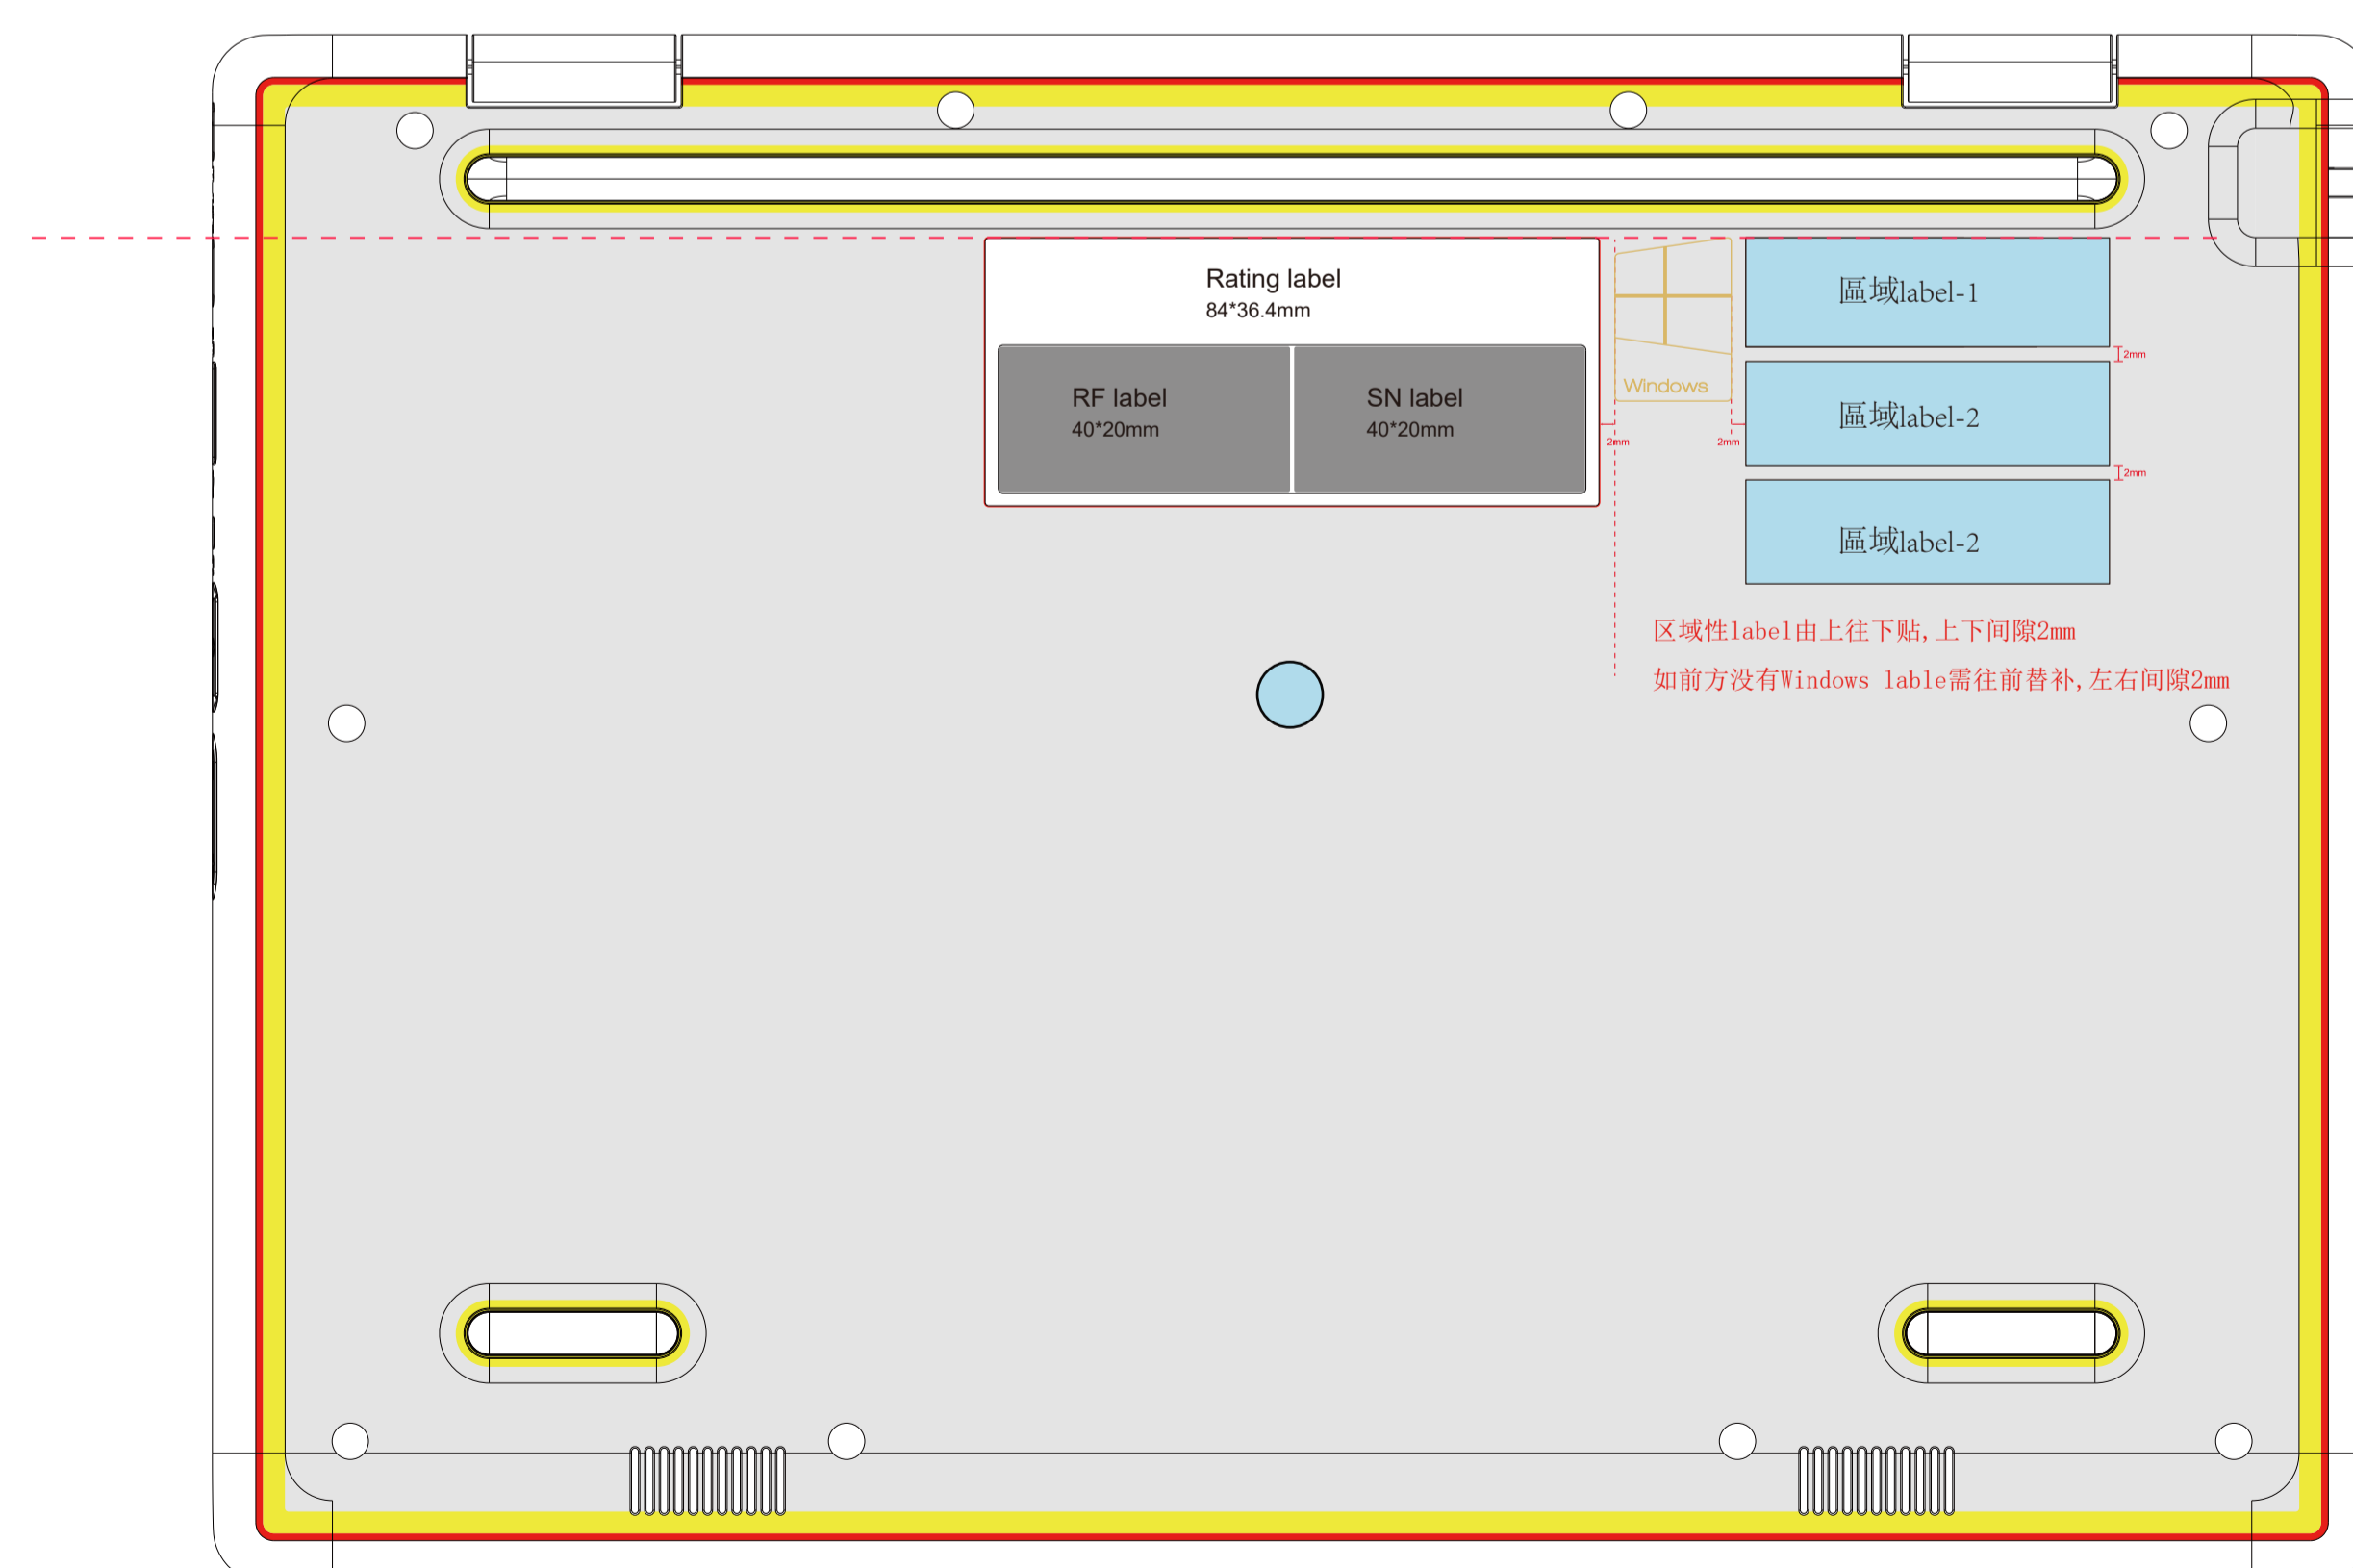 Rating label
84*36.4mm
RF label
40*20mm
SN label
40*20mm
Windows
2mm
2mm
區域label-1
2mm
區域label-2
2mm
區域label-2
区域性label由上往下贴,上下间隙2mm
如前方没有Windows lable需往前替补,左右间隙2mm